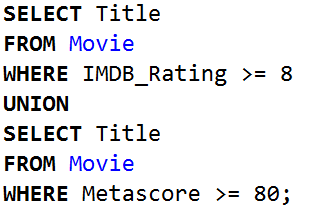 SELECT Title
FROM Movie
WHERE IMDB_Rating >= 8
UNION
SELECT Title
FROM Movie
WHERE Metascore >= 80;